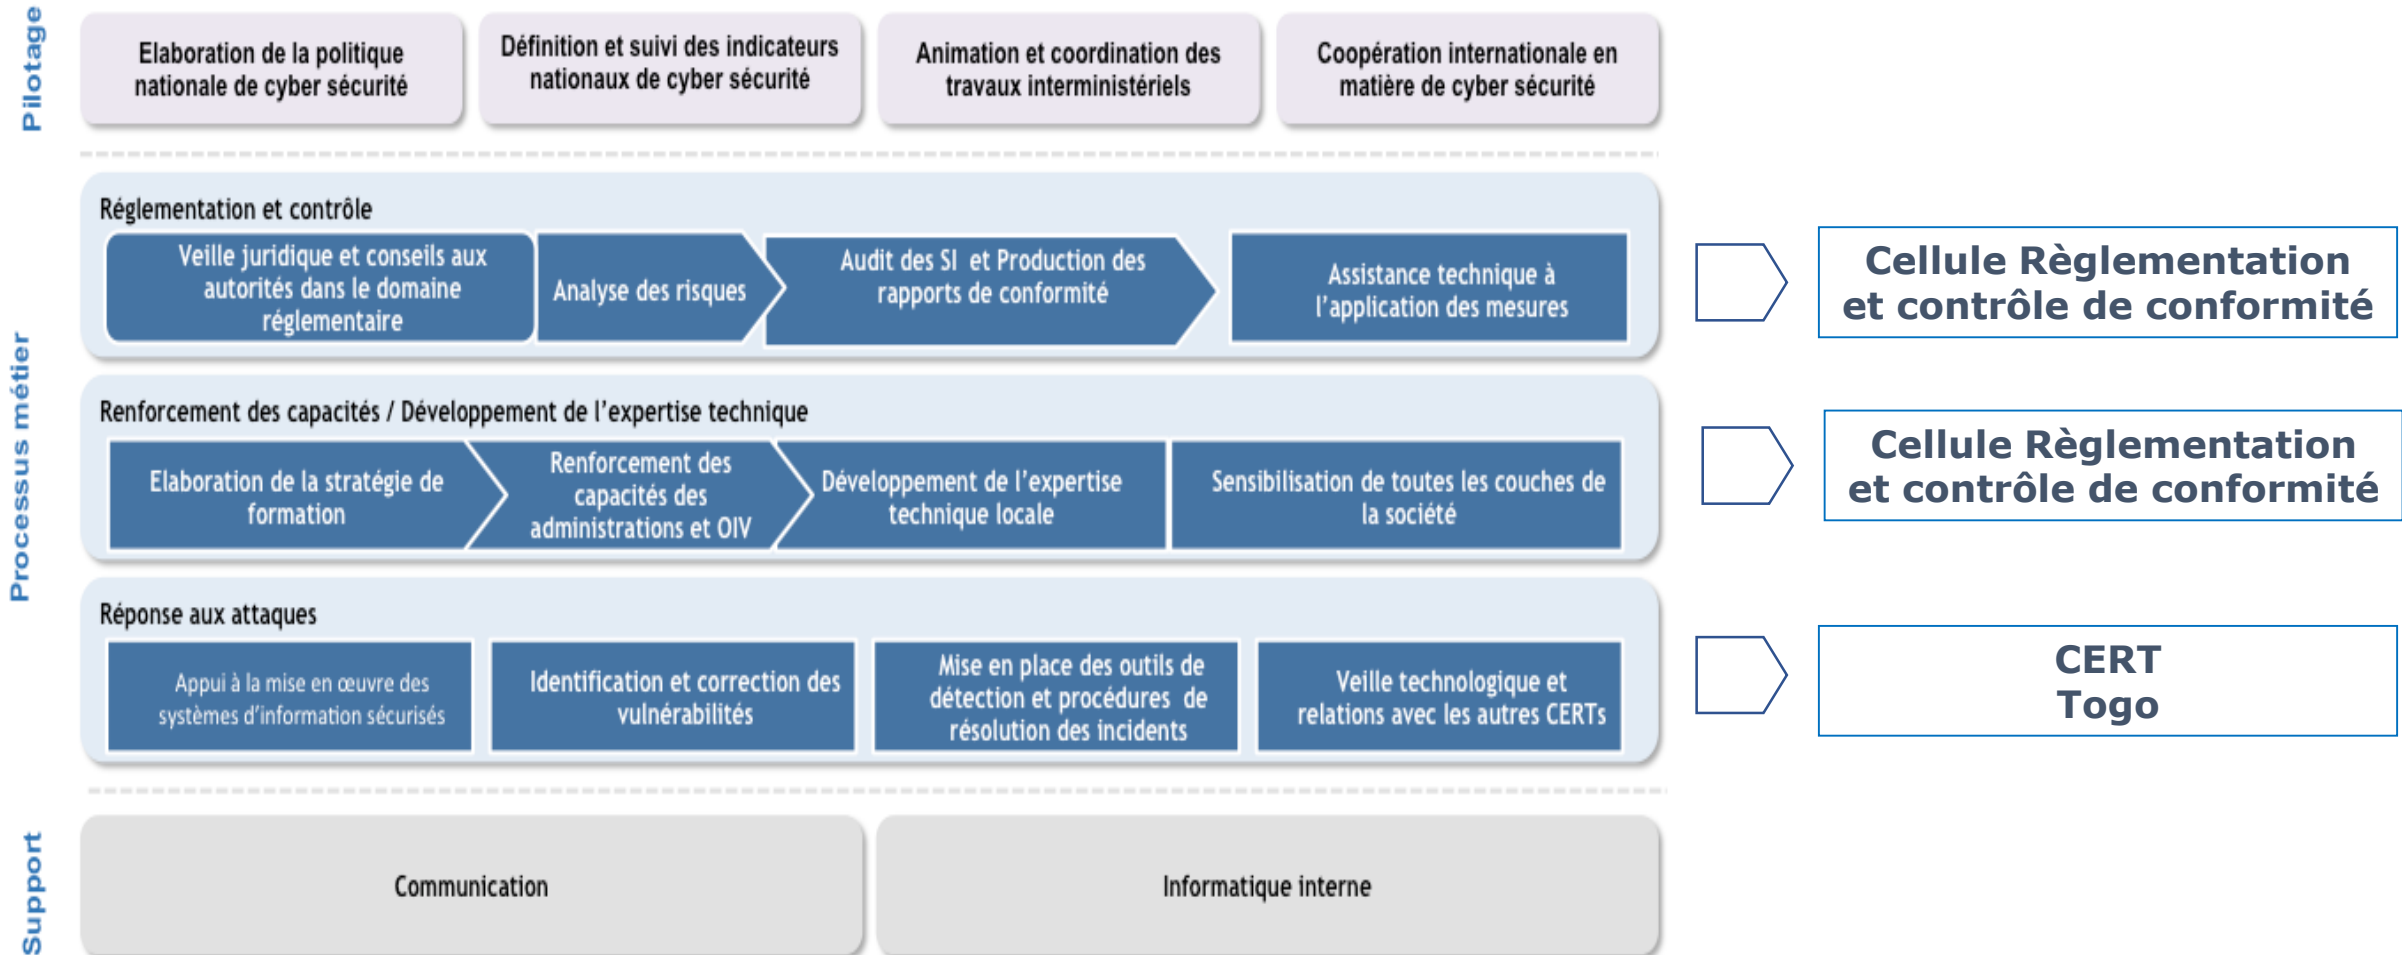 Pilotage
Elaboration de la politique
nationale de cyber sécurité
Définition et suivi des indicateurs
nationaux de cyber sécurité
Animation et coordination des
travaux interministériels
Coopération internationale en
matière de cyber sécurité
Processus métier
Réglementation et contrôle
Veille juridique et conseils aux
autorités dans le domaine
réglementaire
Analyse des risques
Audit des SI et Production des
rapports de conformité
Assistance technique à
l'application des mesures
Cellule Règlementation
et contrôle de conformité
Renforcement des capacités / Développement de l'expertise technique
Elaboration de la stratégie de
formation
Renforcement des
capacités des
administrations et OIV
Développement de l'expertise
technique locale
Sensibilisation de toutes les couches de
la société
Cellule Règlementation
et contrôle de conformité
Réponse aux attaques
Appui à la mise en œuvre des
systèmes d'information sécurisés
Identification et correction des
vulnérabilités
Mise en place des outils de
détection et procédures de
résolution des incidents
Veille technologique et
relations avec les autres CERTs
CERT
Togo
Support
Communication
Informatique interne